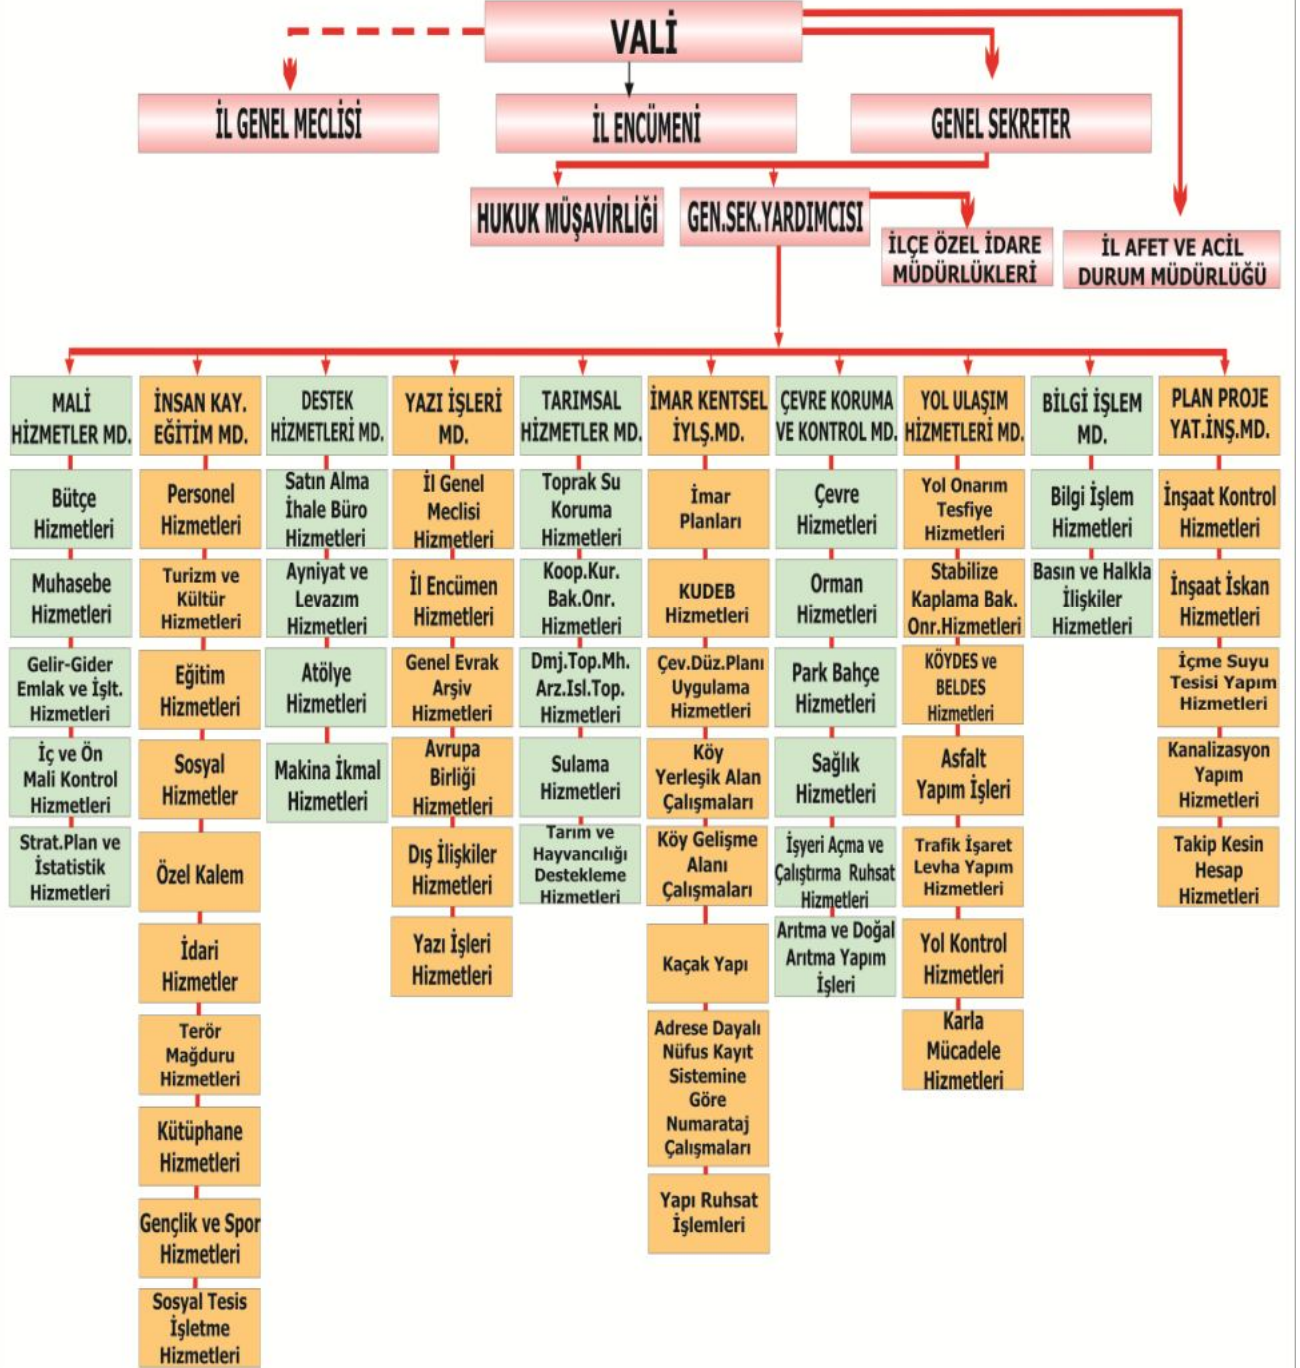 VALİ
İL GENEL MECLİSİ
İL ENCÜMENİ
GENEL SEKRETER
HUKUK MÜŞAVİRLİĞİ
GEN.SEK.YARDIMCISI
İLÇE ÖZEL İDARE
MÜDÜRLÜKLERİ
İL AFET VE ACİL
DURUM MÜDÜRLÜĞÜ
MALİ
HİZMETLER MD.
Bütçe
Hizmetleri
Muhasebe
Hizmetleri
Gelir-Gider
Emlak ve İşlt.
Hizmetleri
İç ve Ön
Mali Kontrol
Hizmetleri
Strat.Plan ve
İstatistik
Hizmetleri
İNSAN KAY.
EĞİTİM MD.
Personel
Hizmetleri
Turizm ve
Kültür
Hizmetleri
Eğitim
Hizmetleri
Sosyal
Hizmetler
Özel Kalem
İdari
Hizmetler
Terör
Mağduru
Hizmetleri
Kütüphane
Hizmetleri
Gençlik ve Spor
Hizmetleri
Sosyal Tesis
İşletme
Hizmetleri
DESTEK
HİZMETLERİ MD.
Satın Alma
İhale Büro
Hizmetleri
Ayniyat ve
Levazım
Hizmetleri
Atölye
Hizmetleri
Makina İkmal
Hizmetleri
YAZI İŞLERİ
MD.
İl Genel
Meclisi
Hizmetleri
İl Encümen
Hizmetleri
Genel Evrak
Arşiv
Hizmetleri
Avrupa
Birliği
Hizmetleri
Dış İlişkiler
Hizmetleri
Yazı İşleri
Hizmetleri
TARIMSAL
HİZMETLER MD.
Toprak Su
Koruma
Hizmetleri
Koop.Kur.
Bak.Onr.
Hizmetleri
Dmj.Top.Mh.
Arz.Isl.Top.
Hizmetleri
Sulama
Hizmetleri
Tarım ve
Hayvancılığı
Destekleme
Hizmetleri
İMAR KENTSEL
İYLŞ.MD.
İmar
Planları
KUDEB
Hizmetleri
Çev.Düz.Planı
Uygulama
Hizmetleri
Köy
Yerleşik Alan
Çalışmaları
Köy Gelişme
Alanı
Çalışmaları
Kaçak Yapı
Adrese Dayalı
Nüfus Kayıt
Sistemine
Göre
Numarataj
Çalışmaları
Yapı Ruhsat
İşlemleri
ÇEVRE KORUMA
VE KONTROL MD.
Çevre
Hizmetleri
Orman
Hizmetleri
Park Bahçe
Hizmetleri
Sağlık
Hizmetleri
İşyeri Açma ve
Çalıştırma Ruhsat
Hizmetleri
Arıtma ve Doğal
Arıtma Yapım
İşleri
YOL ULAŞIM
HİZMETLERİ MD.
Yol Onarım
Tesfiye
Hizmetleri
Stabilize
Kaplama Bak.
Onr.Hizmetleri
KÖYDES ve
BELDES
Hizmetleri
Asfalt
Yapım İşleri
Trafik İşaret
Levha Yapım
Hizmetleri
Yol Kontrol
Hizmetleri
Karla
Mücadele
Hizmetleri
BİLGİ İŞLEM
MD.
Bilgi İşlem
Hizmetleri
Basın ve Halkla
İlişkiler
Hizmetleri
PLAN PROJE
YAT.İNŞ.MD.
İnşaat Kontrol
Hizmetleri
İnşaat İskan
Hizmetleri
İçme Suyu
Tesisi Yapım
Hizmetleri
Kanalizasyon
Yapım
Hizmetleri
Takip Kesin
Hesap
Hizmetleri